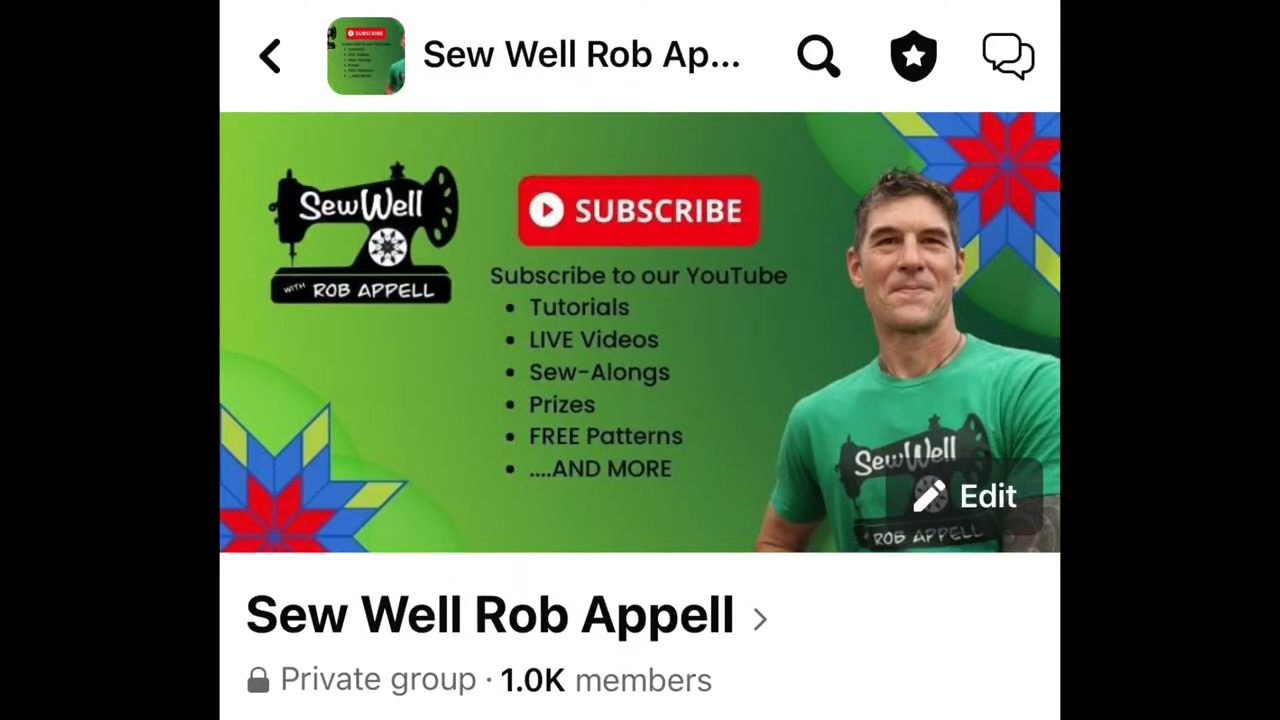 Sew Well Rob Ap...
SewWell
WITH ROB APPELL
SUBSCRIBE
Subscribe to our YouTube
• Tutorials
• LIVE Videos
• Sew-Alongs
• Prizes
• FREE Patterns
• ....AND MORE
SewWell
ROB APPELL
Edit
Sew Well Rob Appell
Private group · 1.0K members